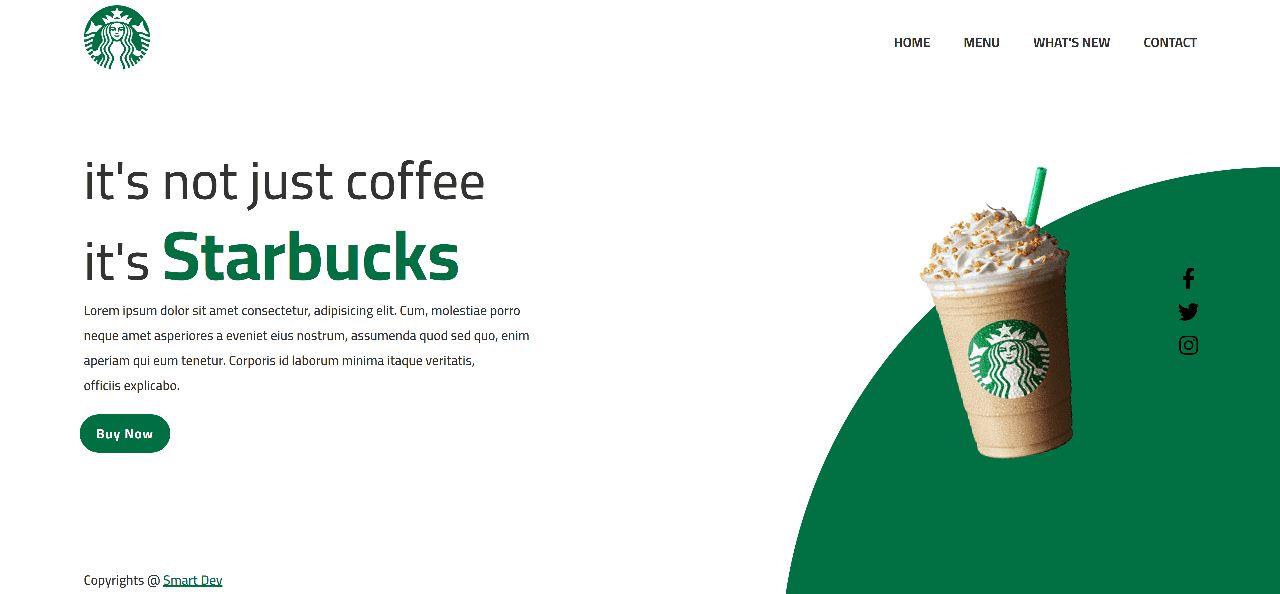 HOME MENU WHAT'S NEW CONTACT
it's not just coffee
it's Starbucks
Lorem ipsum dolor sit amet consectetur, adipisicing elit. Cum, molestiae porro
neque amet asperiores a eveniet eius nostrum, assumenda quod sed quo, enim
aperiam qui eum tenetur. Corporis id laborum minima itaque veritatis,
officiis explicabo.
Buy Now
Copyrights @ Smart Dev